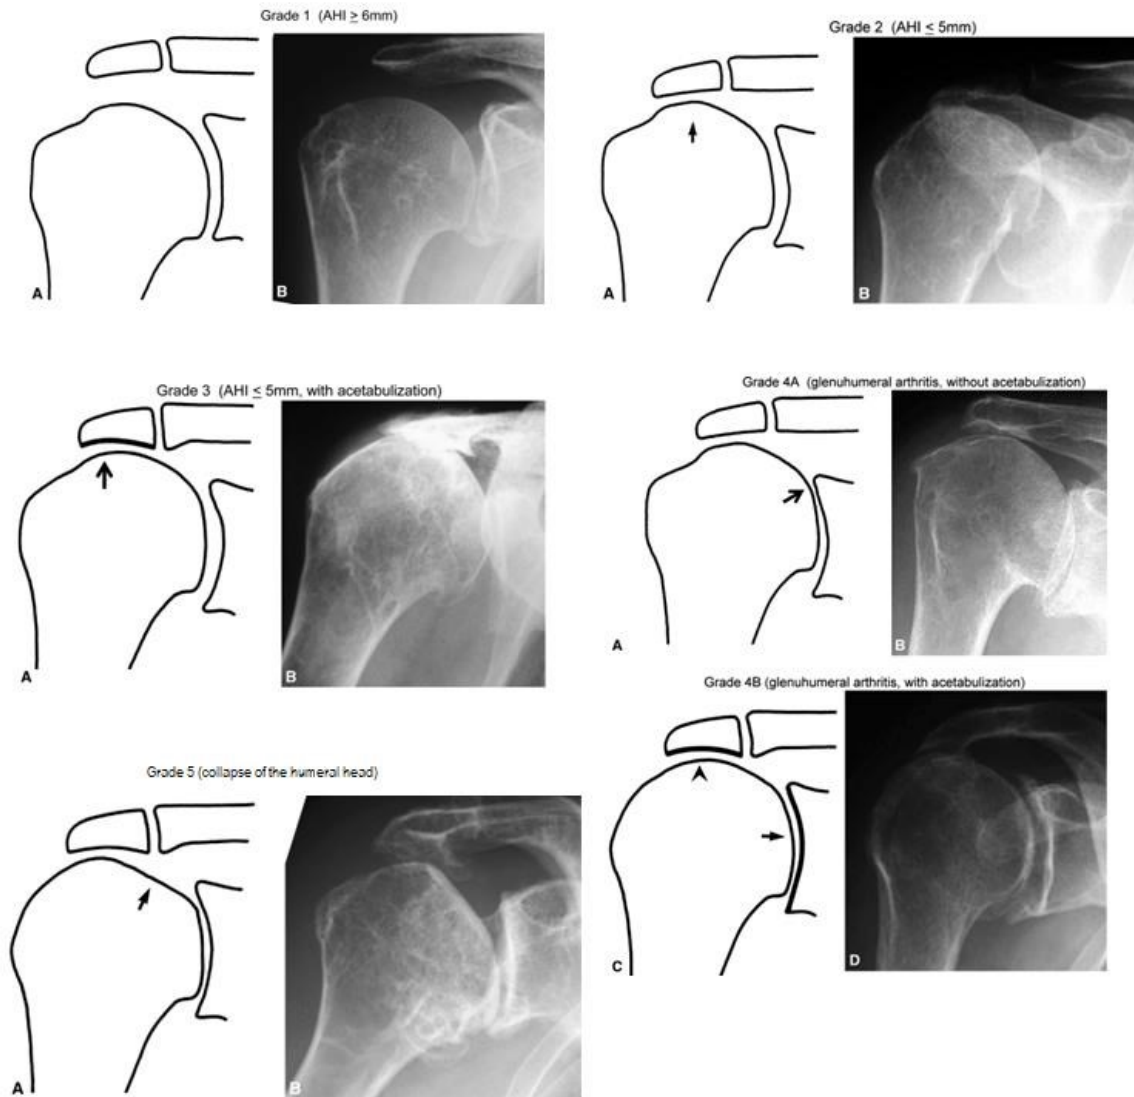 Grade 1  (AHI ≥ 6mm)
A
B
Grade 2  (AHI ≤ 5mm)
A
B
Grade 3  (AHI ≤ 5mm, with acetabulization)
A
B
Grade 4A  (glenuhumeral arthritis, without acetabulization)
A
B
Grade 4B (glenuhumeral arthritis, with acetabulization)
C
D
Grade 5 (collapse of the humeral head)
A
B